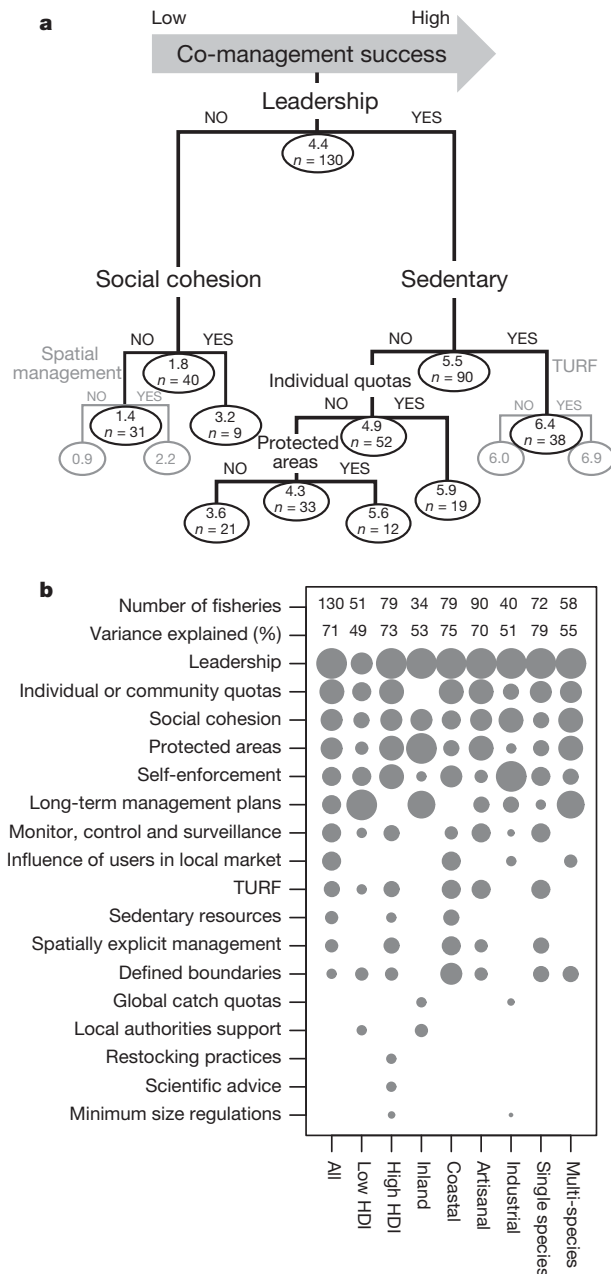 a
Low High
Co-management success
Leadership
NO YES
4.4
n = 130
Social cohesion Sedentary
NO YES NO YES
Spatial
management
1.8
n = 40
5.5
n = 90
TURF
NO YES
Individual quotas
NO YES
1.4
n = 31
3.2
n = 9
NO YES
4.9
n = 52
6.4
n = 38
0.9 2.2
Protected
areas
6.0 6.9
NO YES
4.3
n = 33
5.9
n = 19
3.6
n = 21
5.6
n = 12
b
Number of fisheries 130 51 79 34 79 90 40 72 58
Variance explained (%) 71 49 73 53 75 70 51 79 55
Leadership
Individual or community quotas
Social cohesion
Protected areas
Self-enforcement
Long-term management plans
Monitor, control and surveillance
Influence of users in local market
TURF
Sedentary resources
Spatially explicit management
Defined boundaries
Global catch quotas
Local authorities support
Restocking practices
Scientific advice
Minimum size regulations
All
Low HDI
High HDI
Inland
Coastal
Artisanal
Industrial
Single species
Multi-species